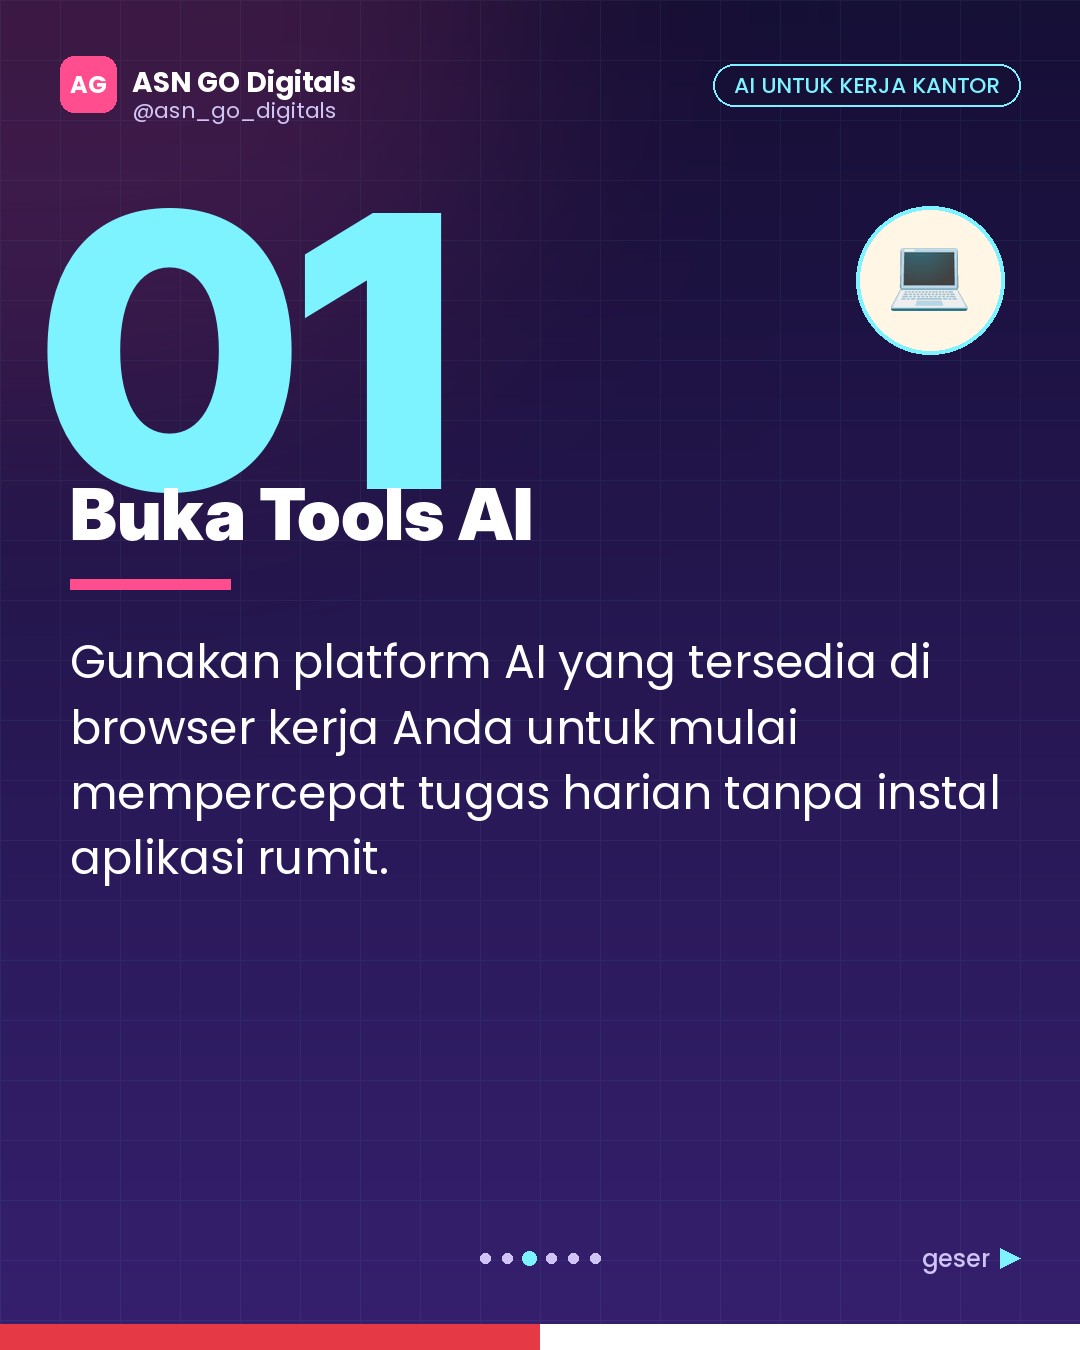 AG
ASN GO Digitals
@asn_go_digitals
AI UNTUK KERJA KANTOR
01
Buka Tools AI
Gunakan platform AI yang tersedia di
browser kerja Anda untuk mulai
mempercepat tugas harian tanpa instal
aplikasi rumit.
geser